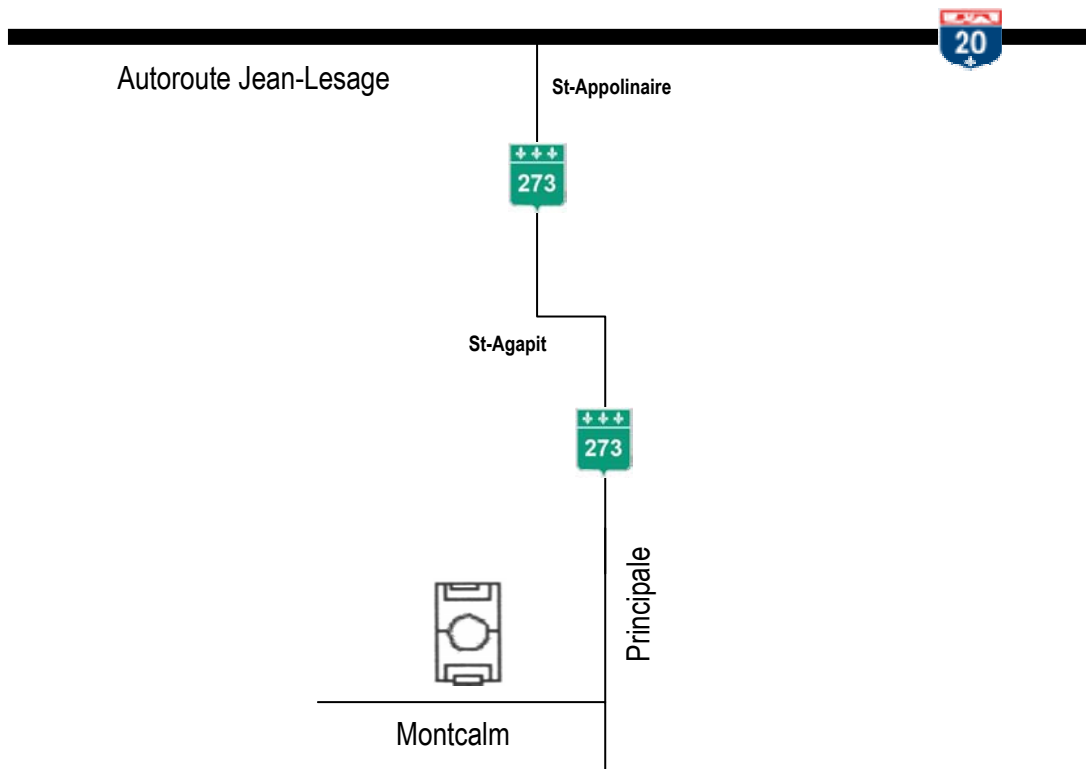 20
Autoroute Jean-Lesage
St-Appolinaire
273
St-Agapit
273
Principale
Montcalm